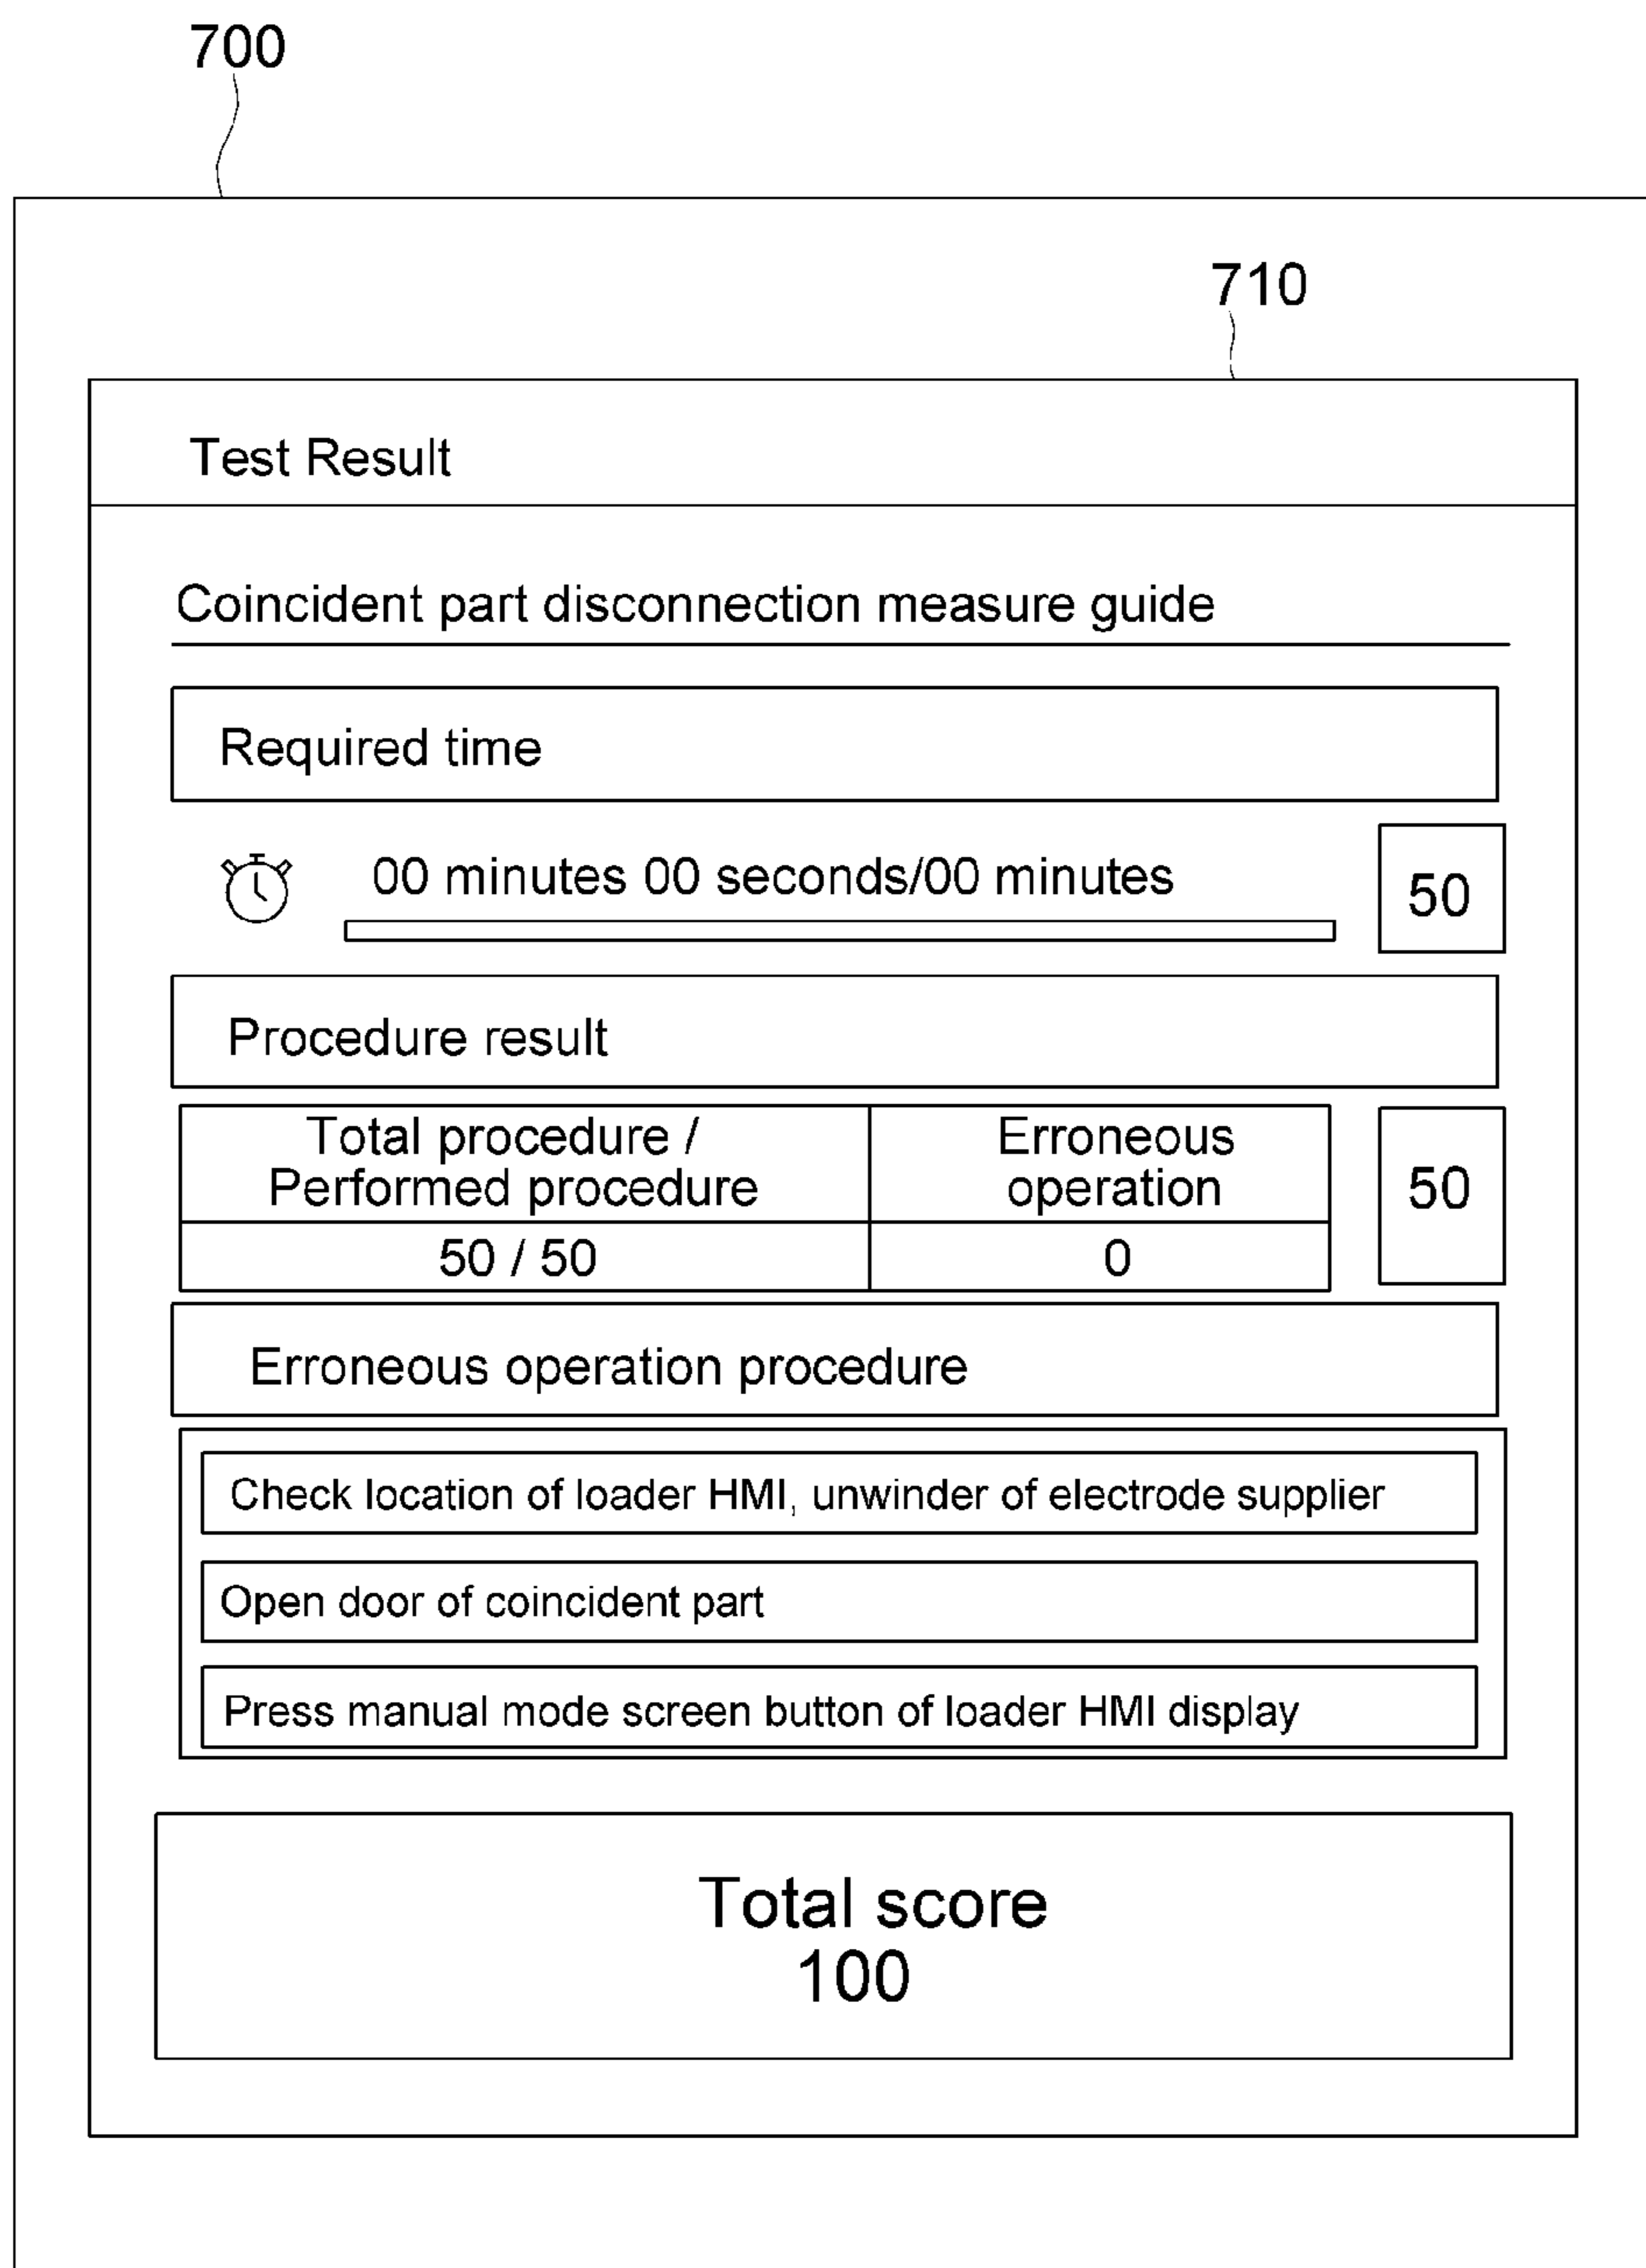 700
710
Test Result
Coincident part disconnection measure guide
Required time
00 minutes 00 seconds/00 minutes
50
Procedure result
Total procedure /
Performed procedure
Erroneous
operation
50
50 / 50
0
Erroneous operation procedure
Check location of loader HMI, unwinder of electrode supplier
Open door of coincident part
Press manual mode screen button of loader HMI display
Total score
100